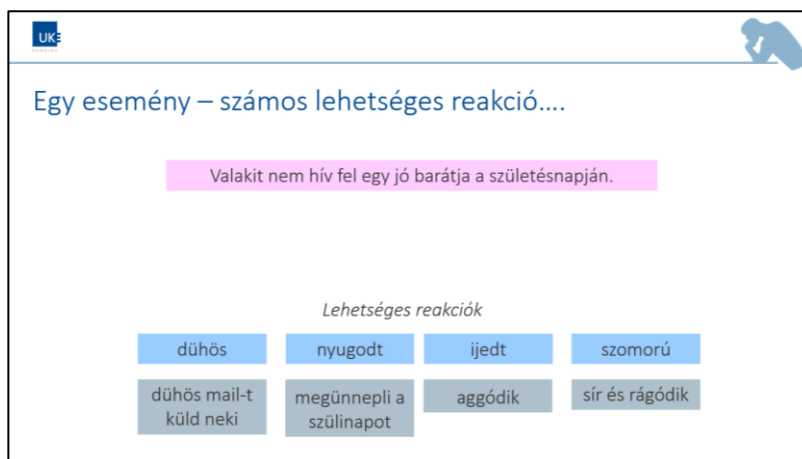 UKE
HAMBURG
Egy esemény – számos lehetséges reakció....
Valakit nem hív fel egy jó barátja a születésnapján.
Lehetséges reakciók
dühös
nyugodt
ijedt
szomorú
dühös mail-t
küld neki
megünnepli a
szülinapot
aggódik
sír és rágódik